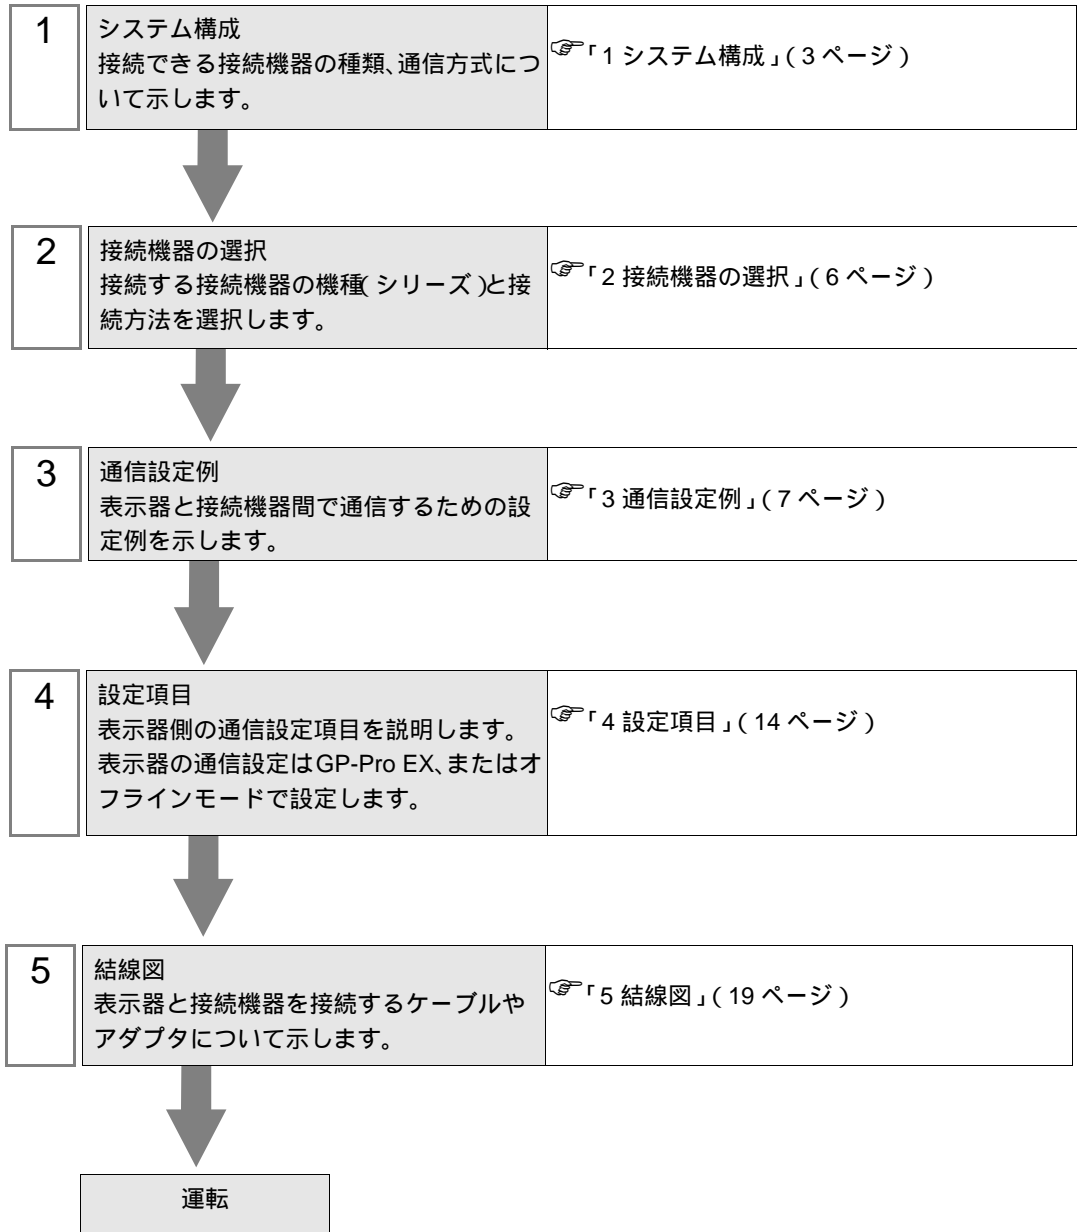 1
システム構成
接続できる接続機器の種類、通信方式につ
いて示します。
☞「1 システム構成」( 3 ページ )
2
接続機器の選択
接続する接続機器の機種( シリーズ )と接
続方法を選択します。
☞「2 接続機器の選択」( 6 ページ )
3
通信設定例
表示器と接続機器間で通信するための設
定例を示します。
☞「3 通信設定例」( 7 ページ )
4
設定項目
表示器側の通信設定項目を説明します。
表示器の通信設定はGP-Pro EX、またはオ
フラインモードで設定します。
☞「4 設定項目」( 14 ページ )
5
結線図
表示器と接続機器を接続するケーブルや
アダプタについて示します。
☞「5 結線図」( 19 ページ )
運転